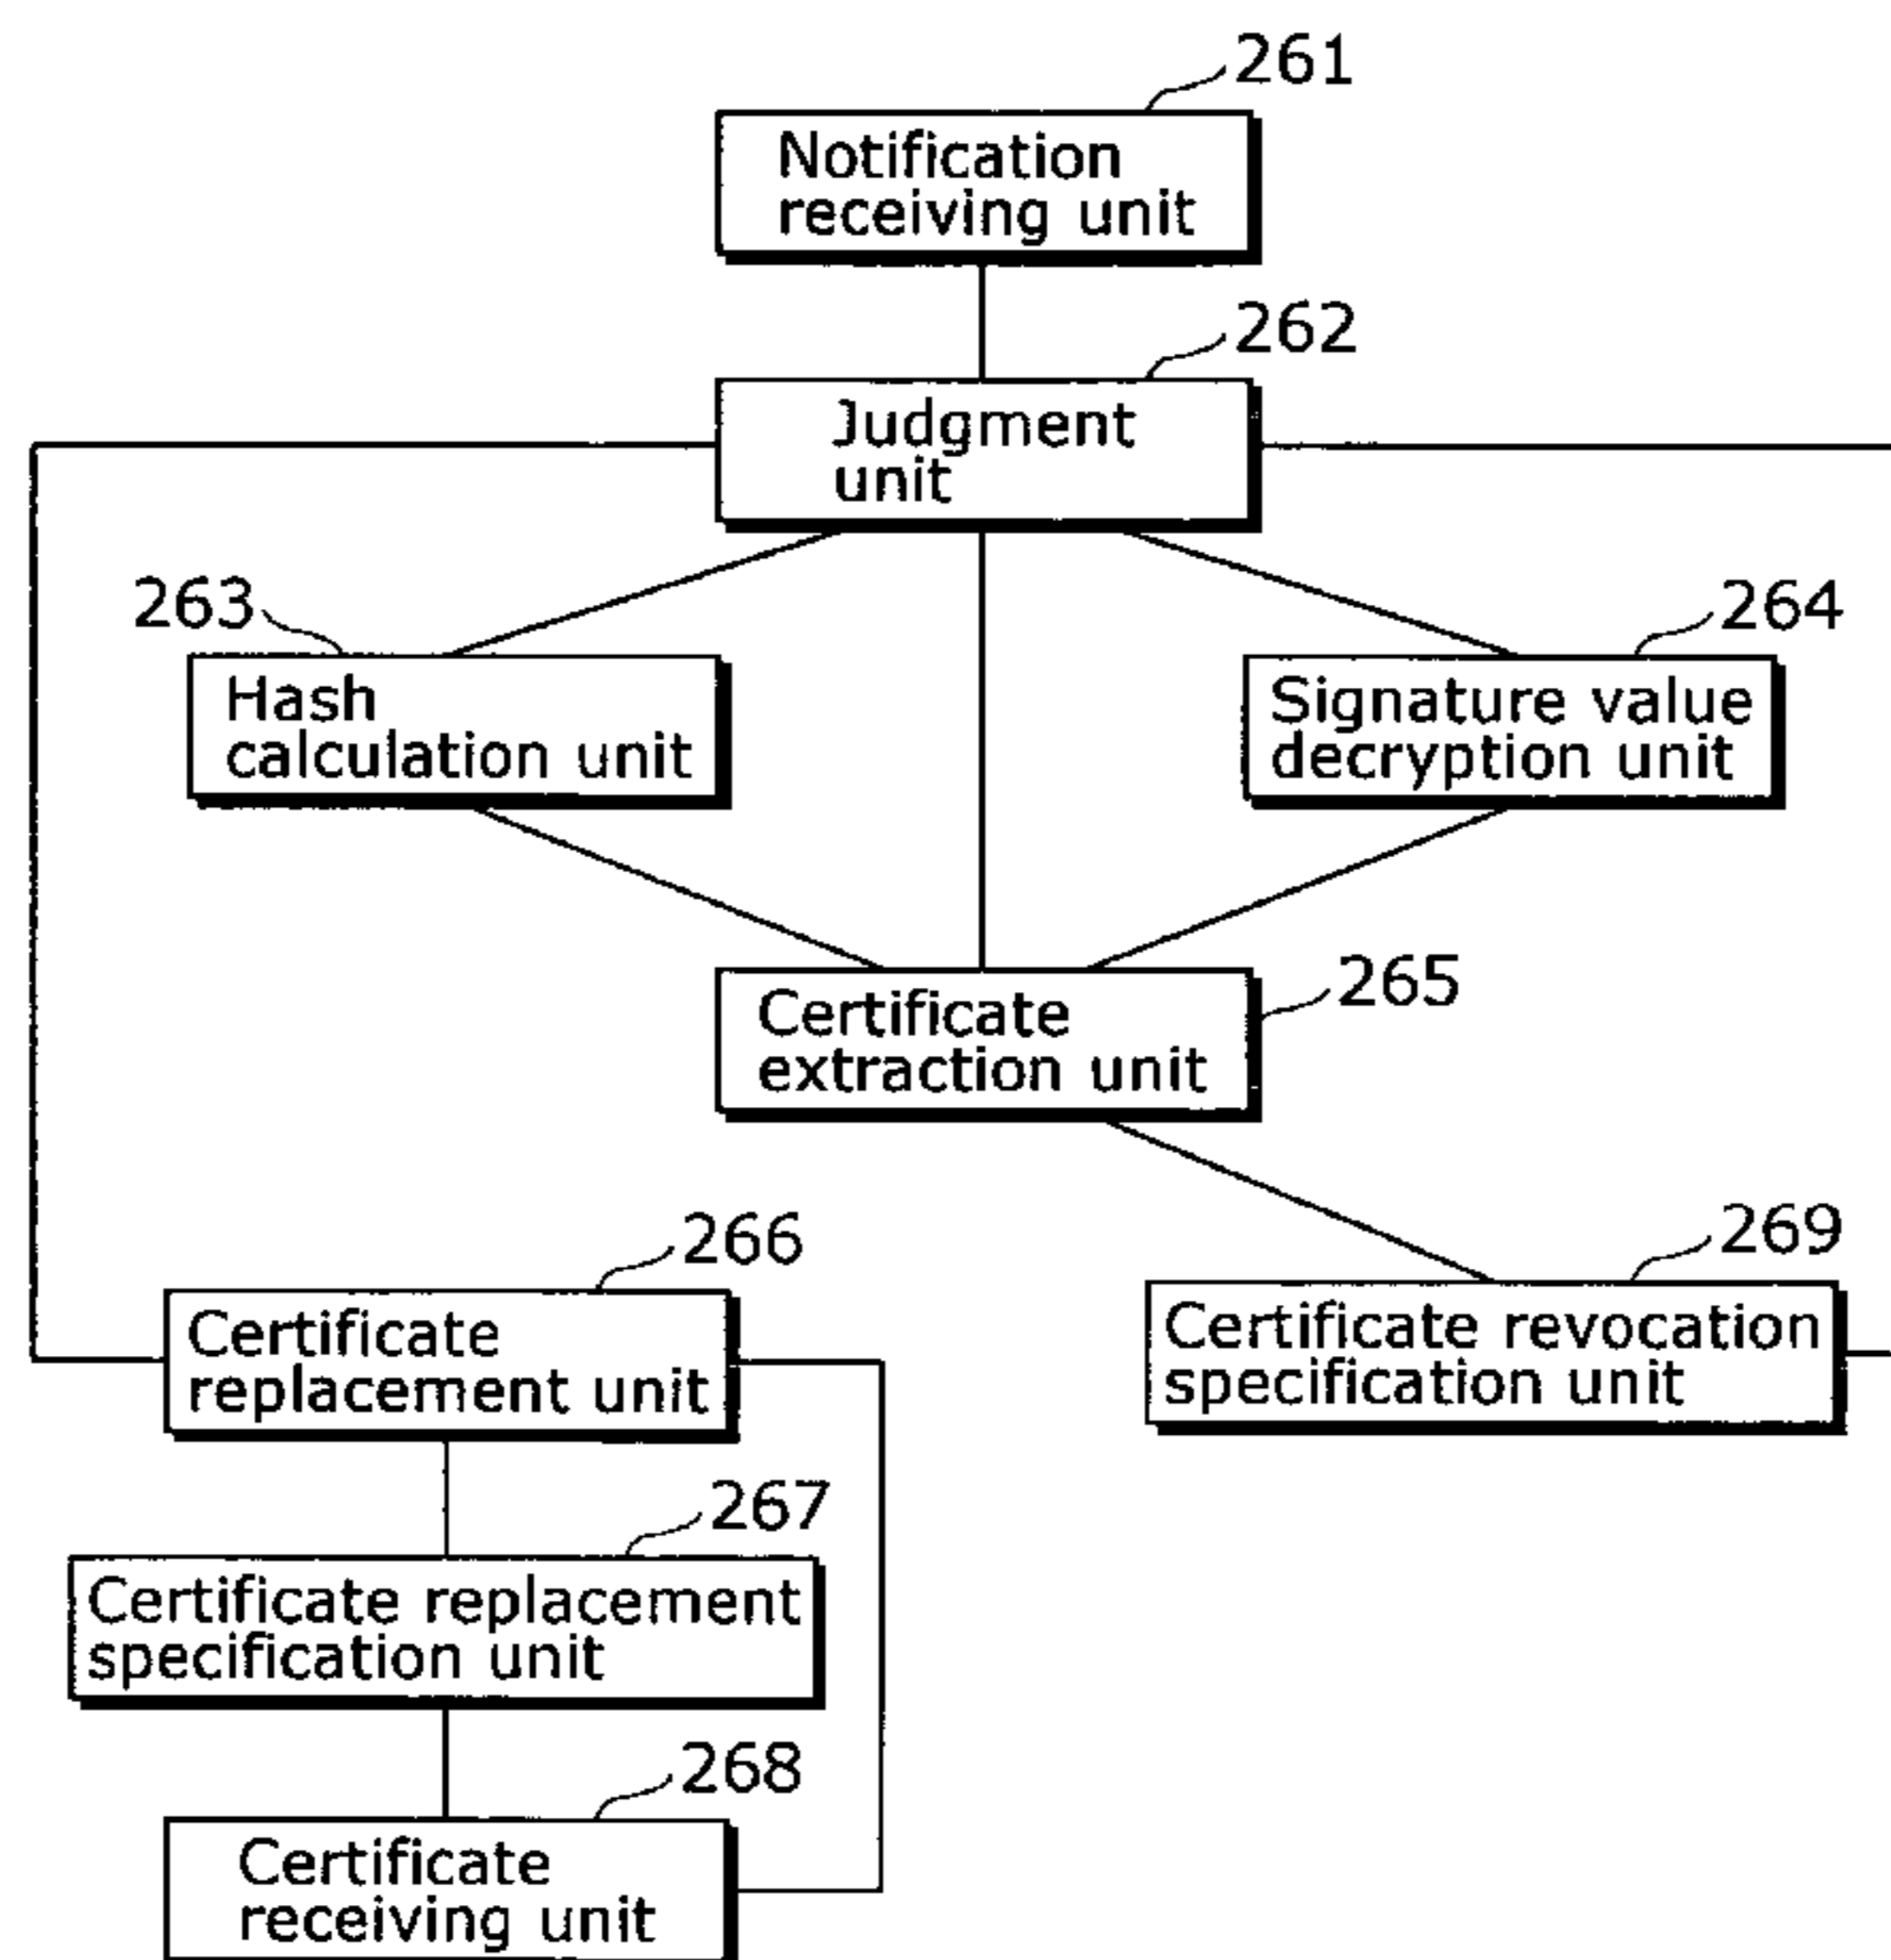 261
Notification
receiving unit
262
Judgment
unit
263
Hash
calculation unit
264
Signature value
decryption unit
265
Certificate
extraction unit
266
Certificate
replacement unit
269
Certificate revocation
specification unit
267
Certificate replacement
specification unit
268
Certificate
receiving unit